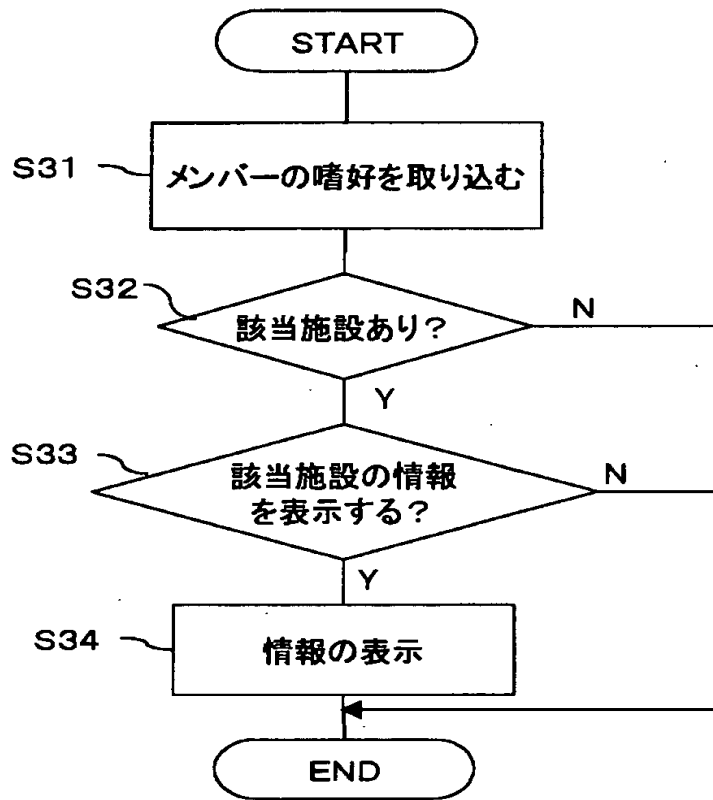 START
S31
メンバーの嗜好を取り込む
S32
該当施設あり?
N
Y
S33
該当施設の情報
を表示する?
N
Y
S34
情報の表示
END